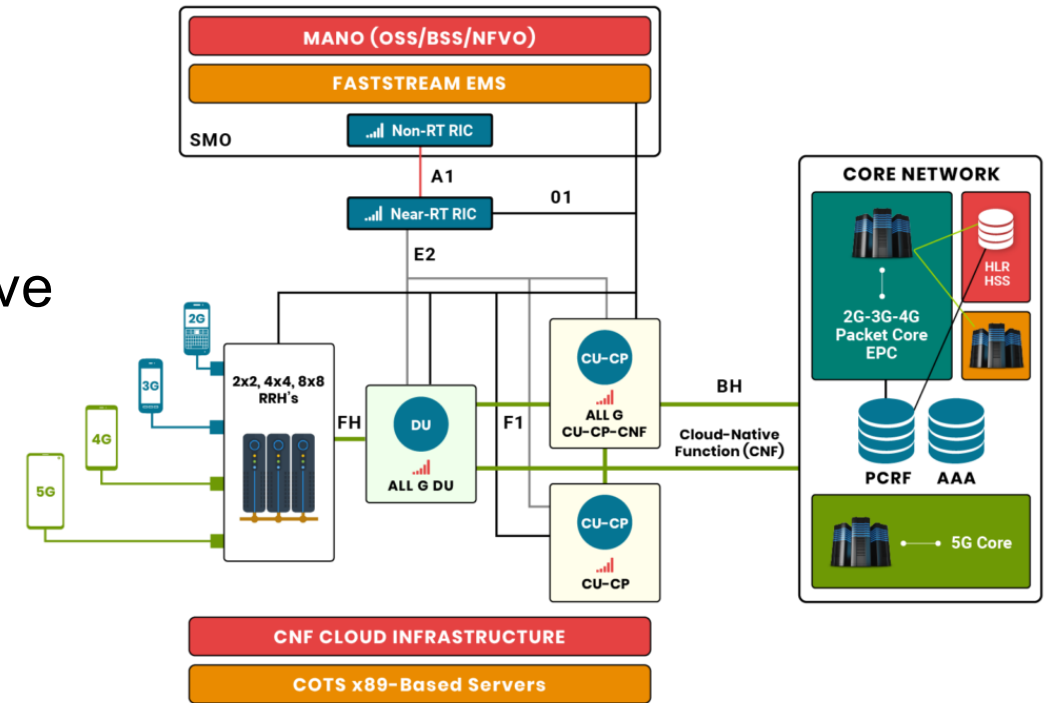 MANO (OSS/BSS/NFVO)
FASTSTREAM EMS
Non-RT RIC
SMO
A1
Near-RT RIC
01
E2
ve
2G
3G
4G
5G
2x2, 4x4, 8x8
RRH's
FH
DU
ALL G DU
F1
CU-CP
ALL G
CU-CP-CNF
CU-CP
CU-CP
BH
Cloud-Native
Function (CNF)
CORE NETWORK
2G-3G-4G
Packet Core
EPC
HLR
HSS
PCRF
AAA
5G Core
CNF CLOUD INFRASTRUCTURE
COTS x89-Based Servers